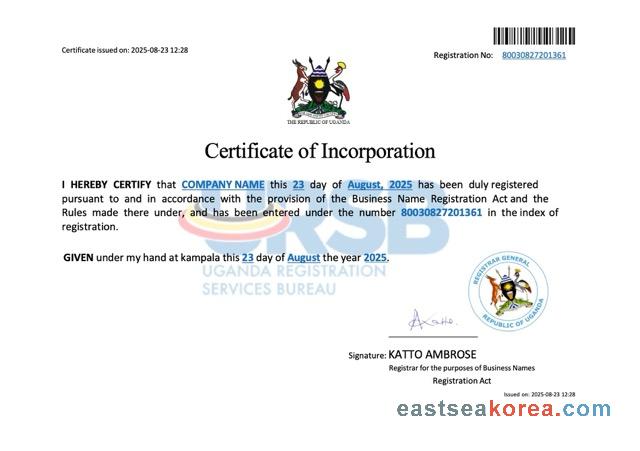 Certificate issued on: 2025-08-23 12:28
Registration No: 80030827201361
THE REPUBLIC OF UGANDA
Certificate of Incorporation
I HEREBY CERTIFY that COMPANY NAME this 23 day of August, 2025 has been duly registered
pursuant to and in accordance with the provision of the Business Name Registration Act and the
Rules made there under, and has been entered under the number 80030827201361 in the index of
registration.
URSB
GIVEN under my hand at kampala this 23 day of August the year 2025.
UGANDA REGISTRATION
SERVICES BUREAU
REGISTRAR GENERAL
REPUBLIC OF UGANDA
Signature: KATTO AMBROSE
Registrar for the purposes of Business Names
Registration Act
Issued on: 2025-08-23 12:28
eastseakorea.com